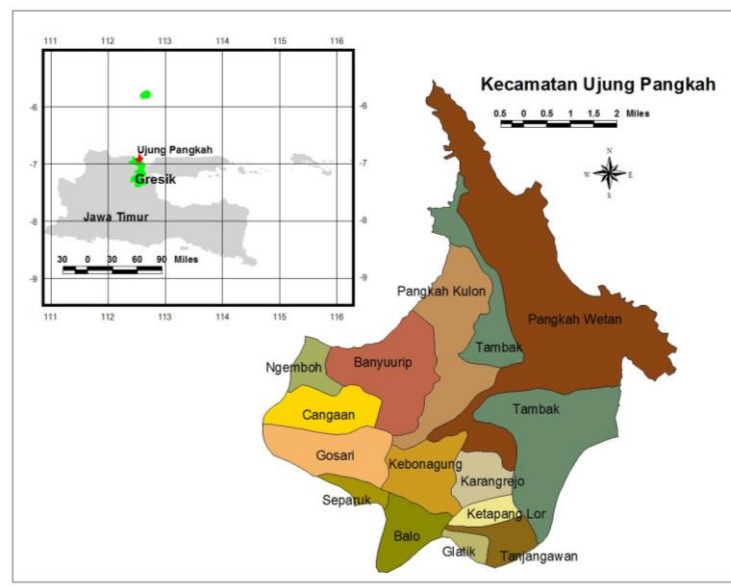 111 112 113 114 115 116
-6 -6
Ujung Pangkah
-7 -7
Gresik
Jawa Timur
-8 -8
30 0 30 60 90 Miles
-9 -9
111 112 113 114 115 116
Kecamatan Ujung Pangkah
0.5 0 0.5 1 1.5 2 Miles
N
W E
S
Pangkah Kulon
Pangkah Wetan
Tambak
Ngemboh
Banyuurip
Tambak
Cangaan
Gosari
Kebonagung
Karangrejo
Separuk
Ketapang Lor
Balo
Glatik
Tanjangawan